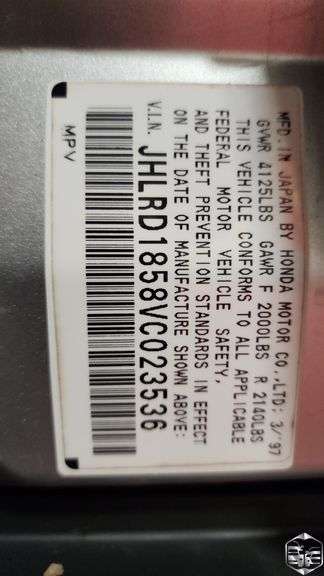 MFD. IN JAPAN BY HONDA MOTOR CO.,LTD: 3/'97
GVWR 4125LBS GAWR F 2000LBS R 2140LBS
THIS VEHICLE CONFORMS TO ALL APPLICABLE
FEDERAL MOTOR VEHICLE SAFETY,
AND THEFT PREVENTION STANDARDS IN EFFECT
ON THE DATE OF MANUFACTURE SHOWN ABOVE:
V.I.N. JHLRD1858VC023536
MPV